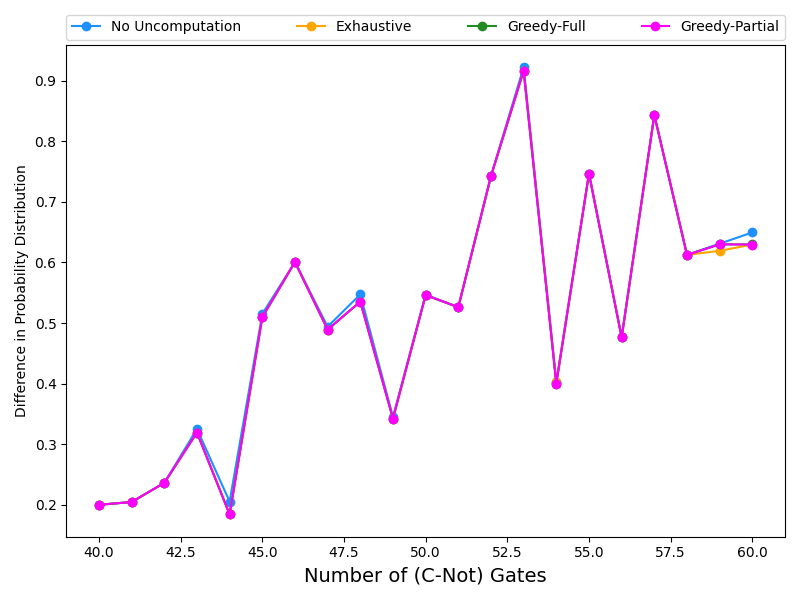 No Uncomputation Exhaustive Greedy-Full Greedy-Partial
0.9
0.8
0.7
0.6
0.5
0.4
0.3
0.2
Difference in Probability Distribution
40.0 42.5 45.0 47.5 50.0 52.5 55.0 57.5 60.0
Number of (C-Not) Gates